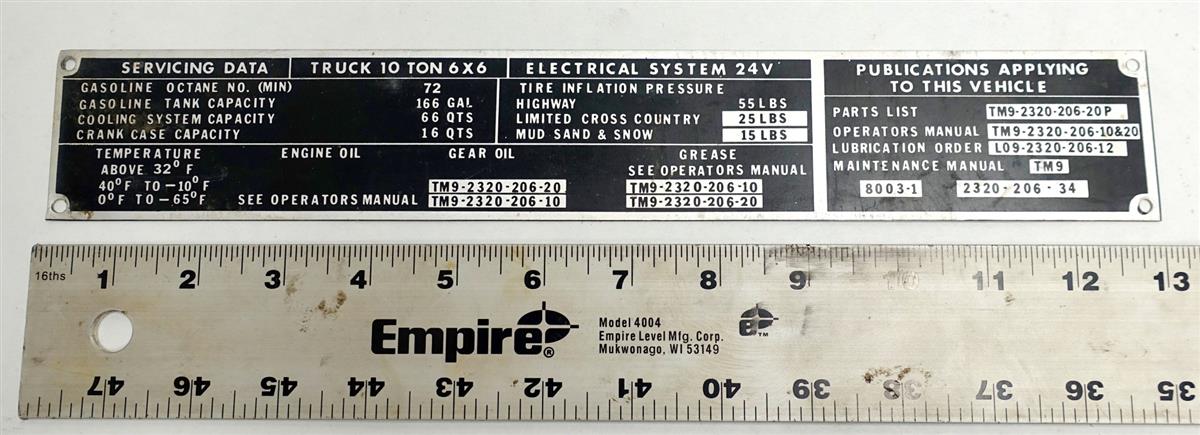 SERVICING DATA TRUCK 10 TON 6X6 ELECTRICAL SYSTEM 24V
GASOLINE OCTANE NO. (MIN) 72
GASOLINE TANK CAPACITY 166 GAL
COOLING SYSTEM CAPACITY 66 QTS
CRANK CASE CAPACITY 16 QTS
TIRE INFLATION PRESSURE
HIGHWAY 55 LBS
LIMITED CROSS COUNTRY 25 LBS
MUD SAND & SNOW 15 LBS
TEMPERATURE ENGINE OIL GEAR OIL GREASE
ABOVE 32° F SEE OPERATORS MANUAL
40° F TO -10° F TM9-2320-206-20 TM9-2320-206-10
0° F TO -65° F SEE OPERATORS MANUAL TM9-2320-206-10 TM9-2320-206-20
PUBLICATIONS APPLYING
TO THIS VEHICLE
PARTS LIST TM9-2320-206-20P
OPERATORS MANUAL TM9-2320-206-10&20
LUBRICATION ORDER LO9-2320-206-12
MAINTENANCE MANUAL TM9
8003-1 2320-206-34
16ths 1 2 3 4 5 6 7 8 9 10 11 12 13
Empire®
Model 4004
Empire Level Mfg. Corp.
Mukwonago, WI 53149
e™
47 46 45 44 43 42 41 40 39 38 37 36 35